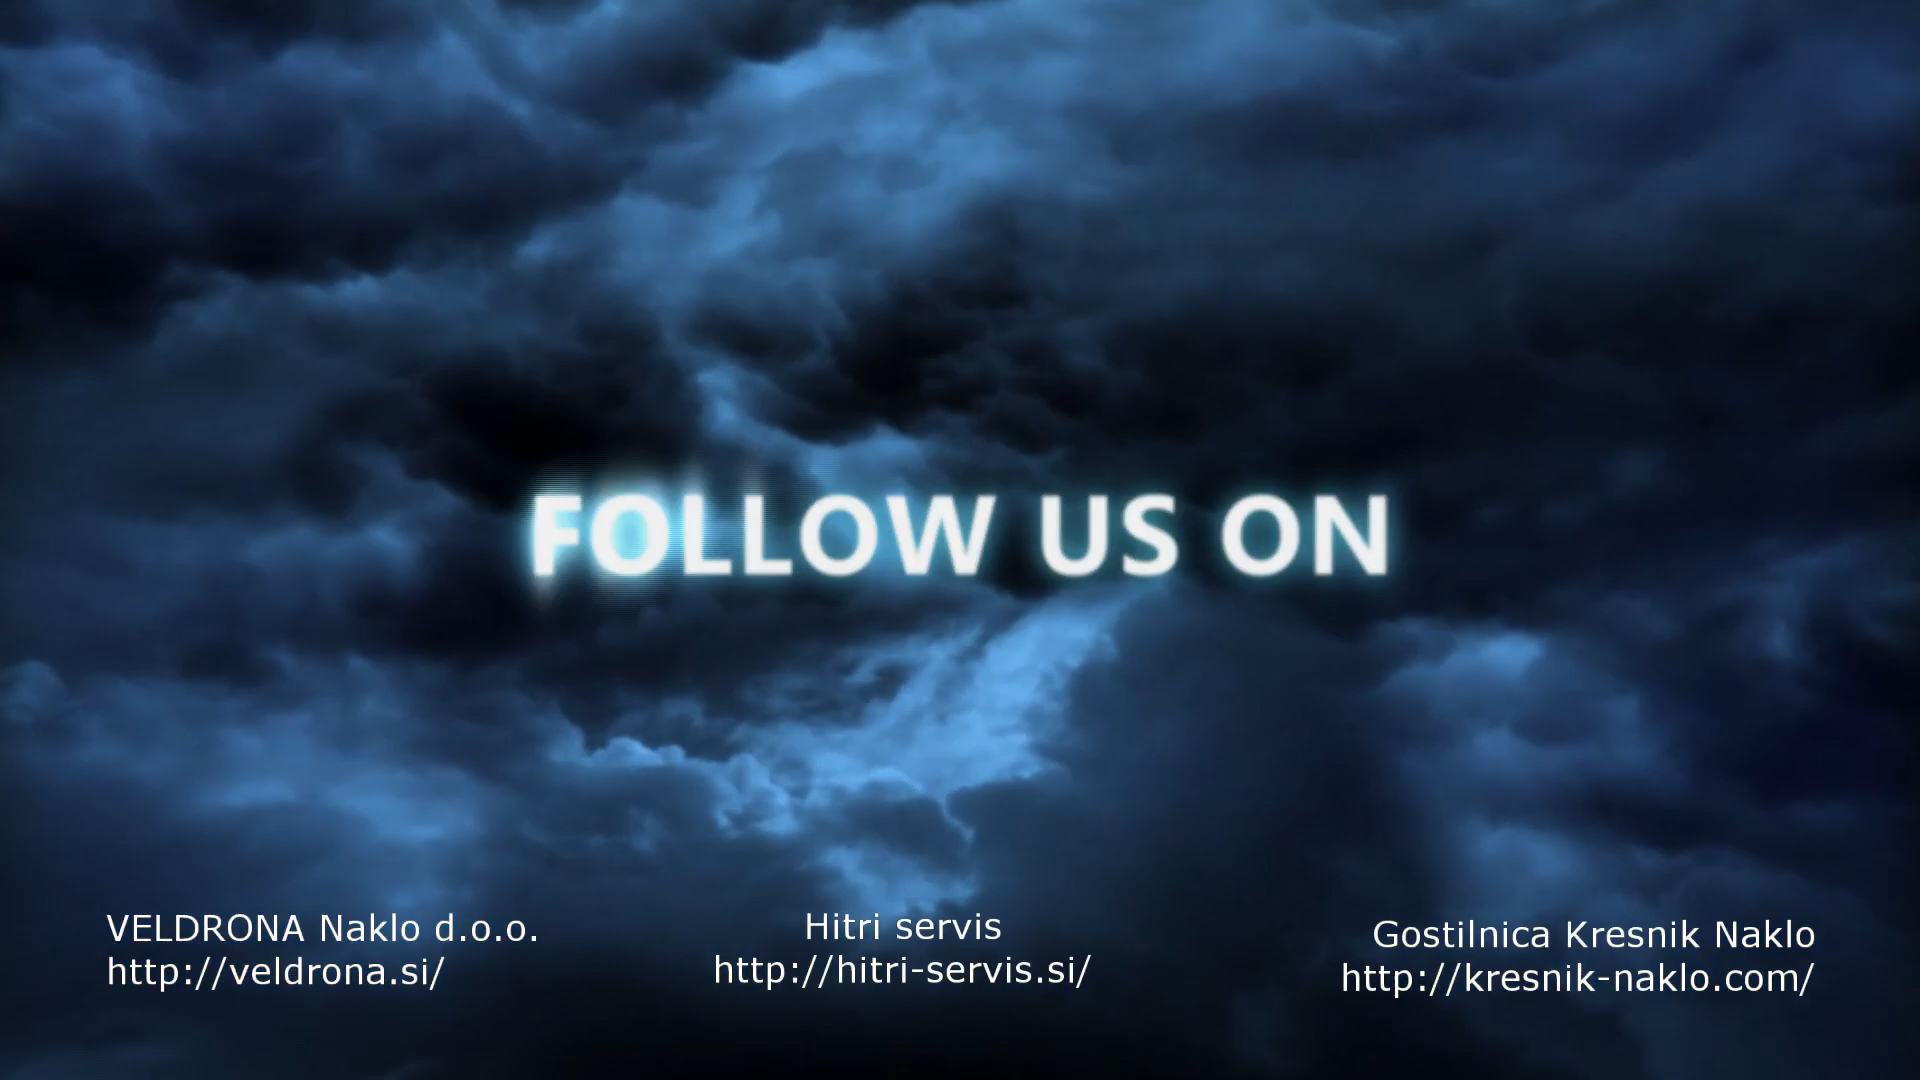 FOLLOW US ON
VELDRONA Naklo d.o.o.
http://veldrona.si/
Hitri servis
http://hitri-servis.si/
Gostilnica Kresnik Naklo
http://kresnik-naklo.com/